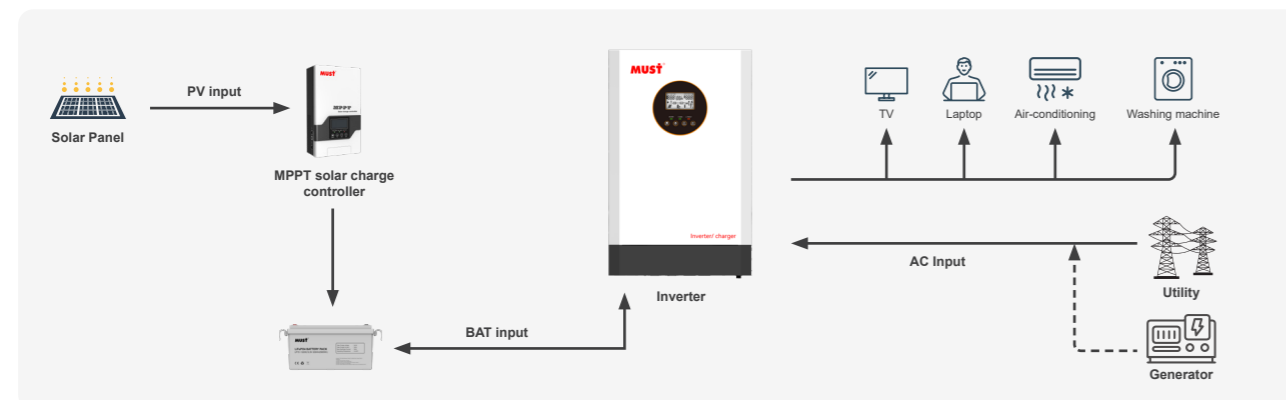 MUST
PV input
MPPT
Solar Panel
MPPT solar charge
controller
MUST
Inverter/ charger
Inverter
TV
Laptop
Air-conditioning
Washing machine
AC Input
Utility
Generator
BAT input
MUST